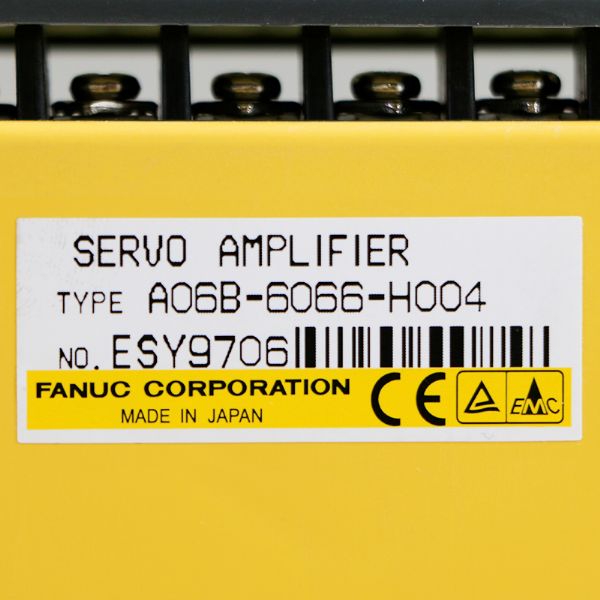 SERVO AMPLIFIER
TYPE A06B-6066-H004
NO. ESY9706
FANUC CORPORATION
MADE IN JAPAN
CE
EMC